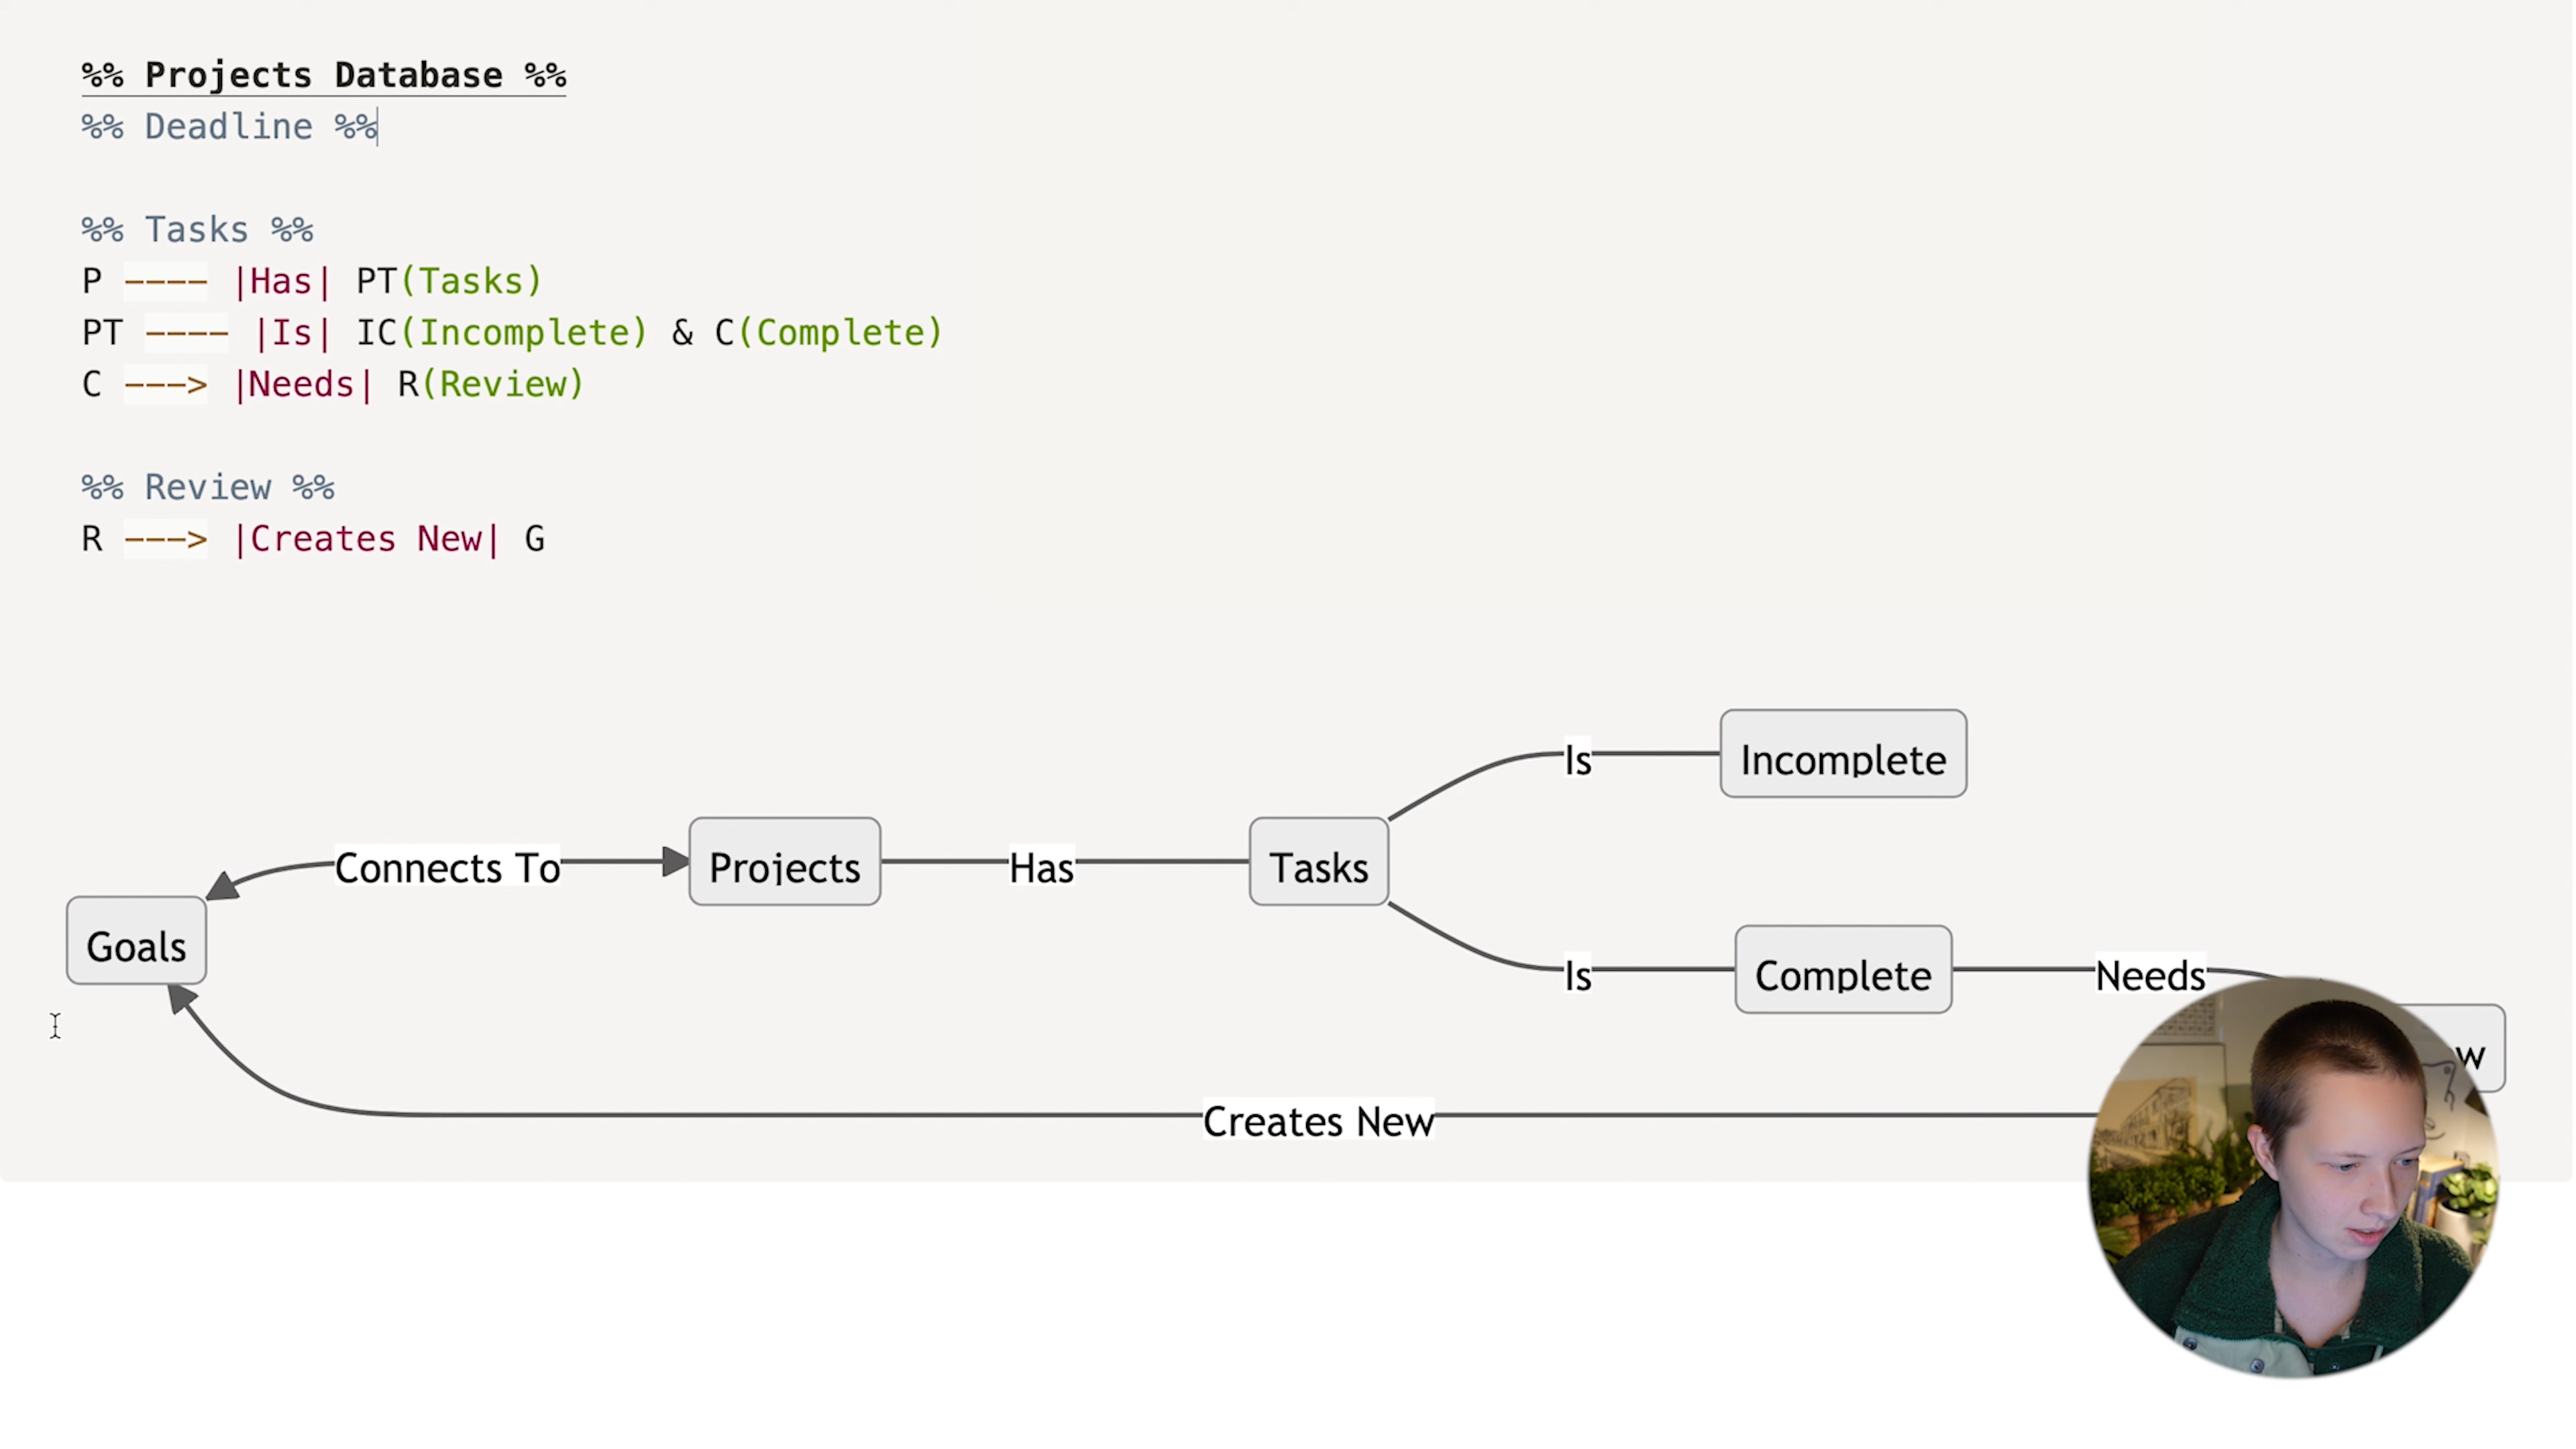 %% Projects Database %%
%% Deadline %%
%% Tasks %%
P ---- |Has| PT(Tasks)
PT ---- |Is| IC(Incomplete) & C(Complete)
C ---> |Needs| R(Review)
%% Review %%
R ---> |Creates New| G
Is
Incomplete
Connects To
Projects
Has
Tasks
Goals
Is
Complete
Needs
w
Creates New